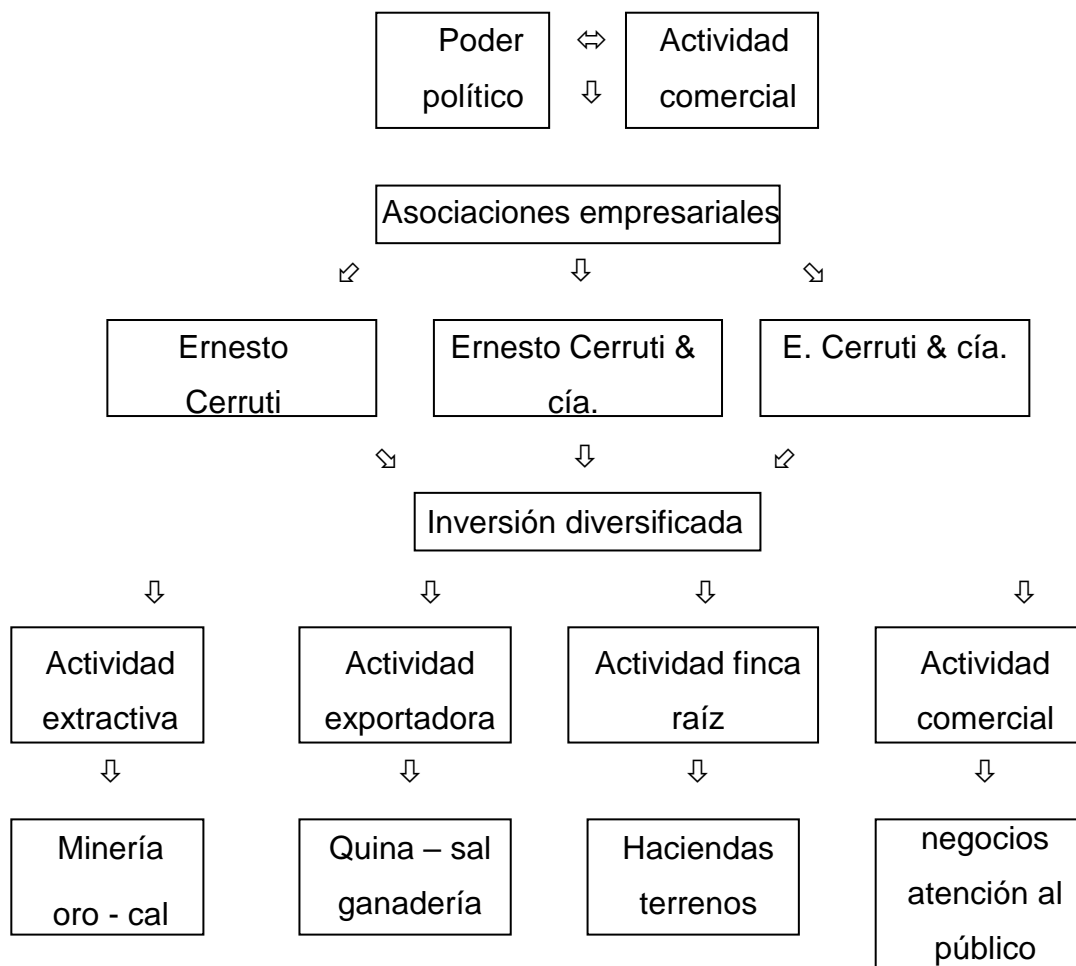 Poder
político
⇔
⇩
Actividad
comercial
Asociaciones empresariales
Ernesto
Cerruti
Ernesto Cerruti &
cía.
E. Cerruti & cía.
Inversión diversificada
Actividad
extractiva
Actividad
exportadora
Actividad finca
raíz
Actividad
comercial
Minería
oro - cal
Quina – sal
ganadería
Haciendas
terrenos
negocios
atención al
público